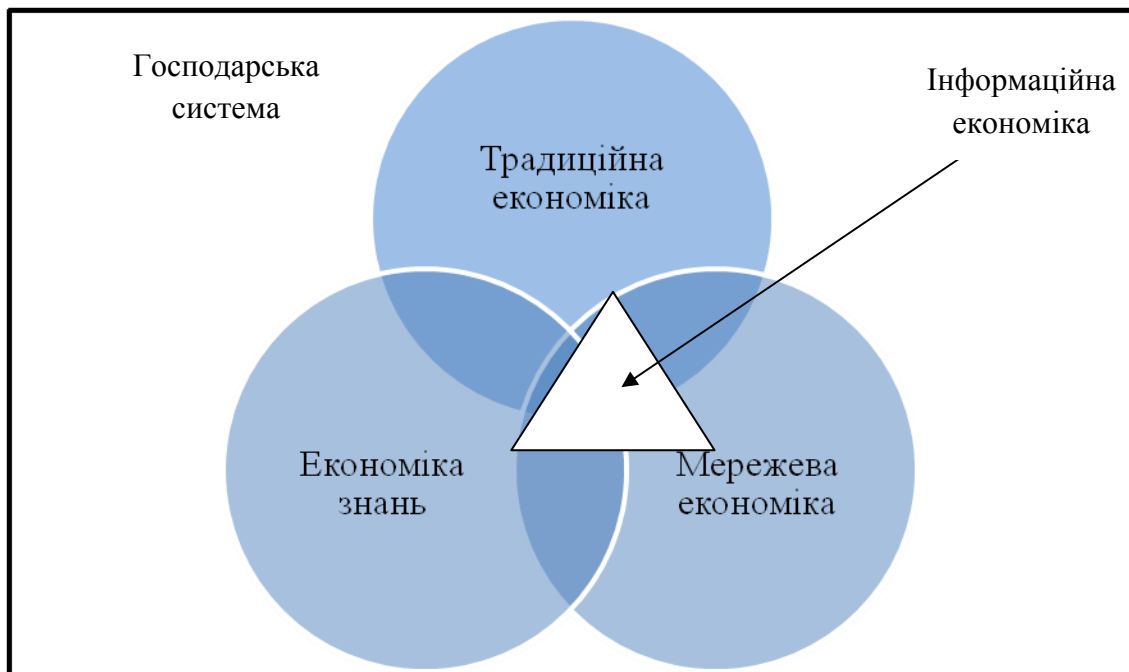 Господарська
система
Інформаційна
економіка
Традиційна
економіка
Економіка
знань
Мережева
економіка